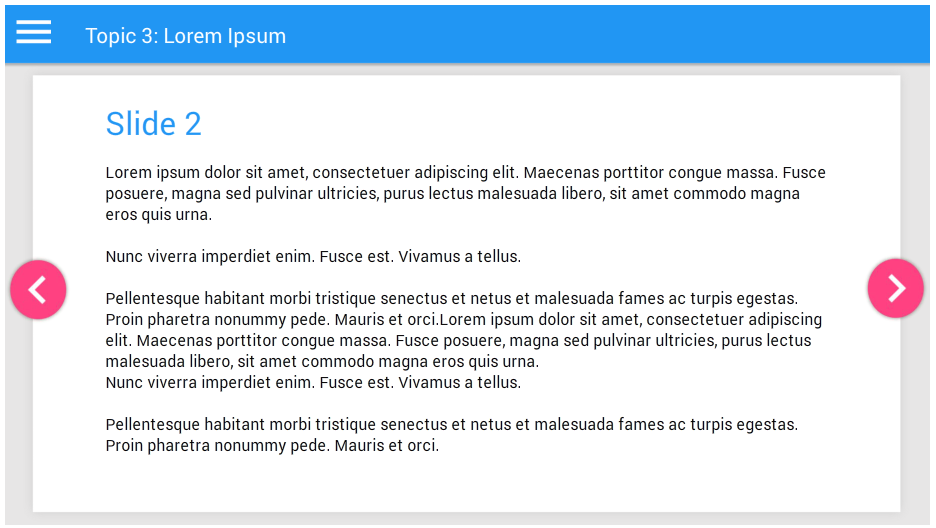 Topic 3: Lorem Ipsum
Slide 2
Lorem ipsum dolor sit amet, consectetuer adipiscing elit. Maecenas porttitor congue massa. Fusce
posuere, magna sed pulvinar ultricies, purus lectus malesuada libero, sit amet commodo magna
eros quis urna.
Nunc viverra imperdiet enim. Fusce est. Vivamus a tellus.
Pellentesque habitant morbi tristique senectus et netus et malesuada fames ac turpis egestas.
Proin pharetra nonummy pede. Mauris et orci.Lorem ipsum dolor sit amet, consectetuer adipiscing
elit. Maecenas porttitor congue massa. Fusce posuere, magna sed pulvinar ultricies, purus lectus
malesuada libero, sit amet commodo magna eros quis urna.
Nunc viverra imperdiet enim. Fusce est. Vivamus a tellus.
Pellentesque habitant morbi tristique senectus et netus et malesuada fames ac turpis egestas.
Proin pharetra nonummy pede. Mauris et orci.